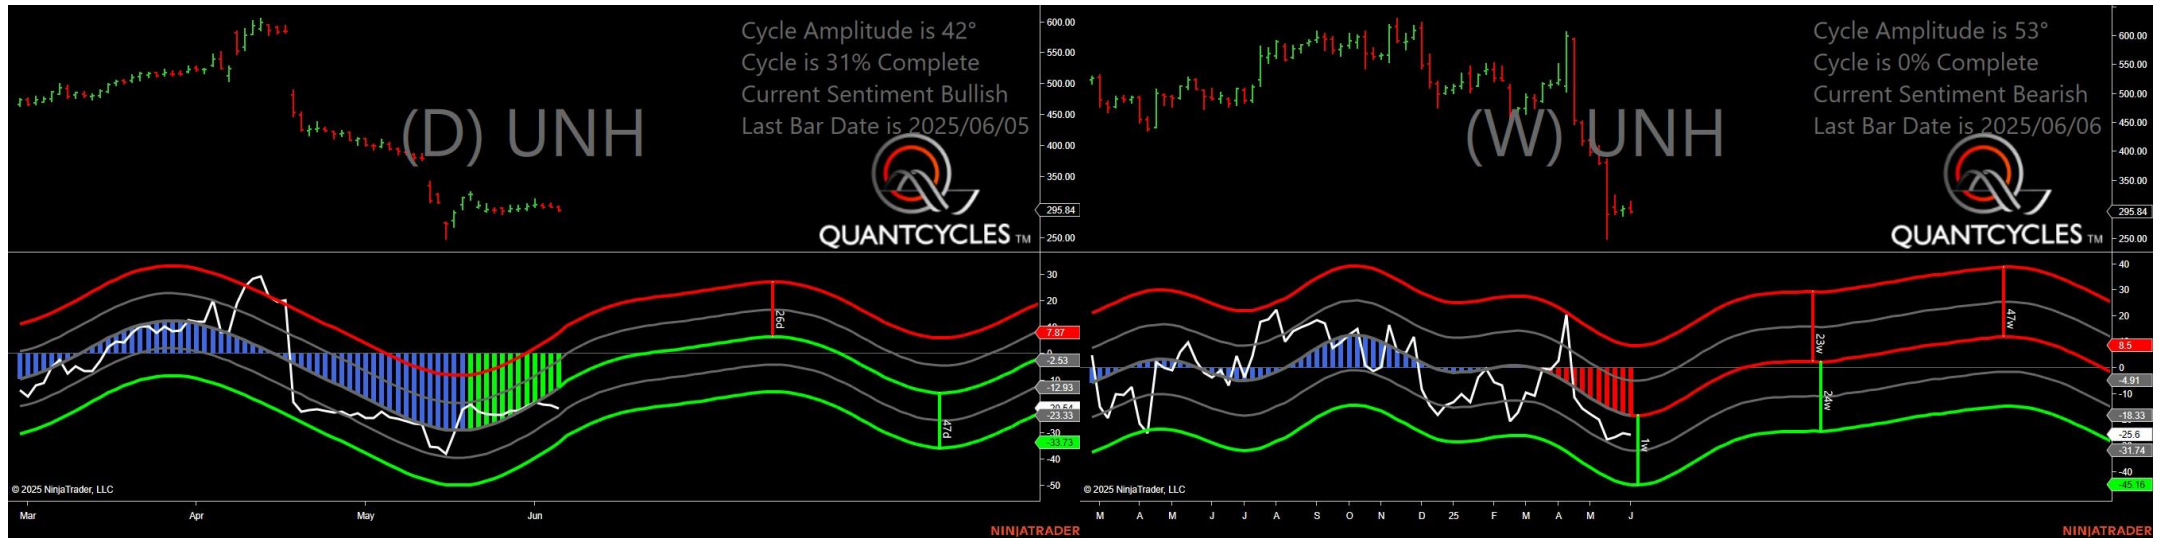 Cycle Amplitude is 42°
Cycle is 31% Complete
Current Sentiment Bullish
Last Bar Date is 2025/06/05
(D) UNH
QUANTCYCLES TM
600.00
550.00
500.00
450.00
400.00
350.00
295.84
250.00
30
20
7.87
0
-2.53
-12.93
-23.33
-30
-33.73
-40
-50
26d
47d
© 2025 NinjaTrader, LLC
Mar Apr May Jun
NINJATRADER
Cycle Amplitude is 53°
Cycle is 0% Complete
Current Sentiment Bearish
Last Bar Date is 2025/06/06
(W) UNH
QUANTCYCLES TM
600.00
550.00
500.00
450.00
400.00
350.00
295.84
250.00
40
30
20
8.5
0
-4.91
-10
-18.33
-25.6
-31.74
-40
-45.16
1w
23w
24w
47w
© 2025 NinjaTrader, LLC
M A M J J A S O N D 25 F M A M J
NINJATRADER